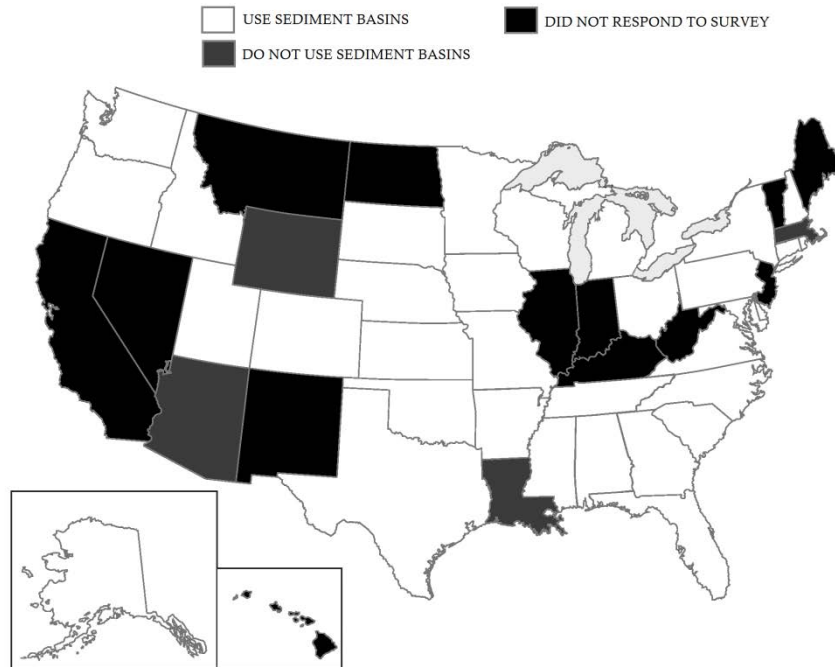 USE SEDIMENT BASINS
DID NOT RESPOND TO SURVEY
DO NOT USE SEDIMENT BASINS